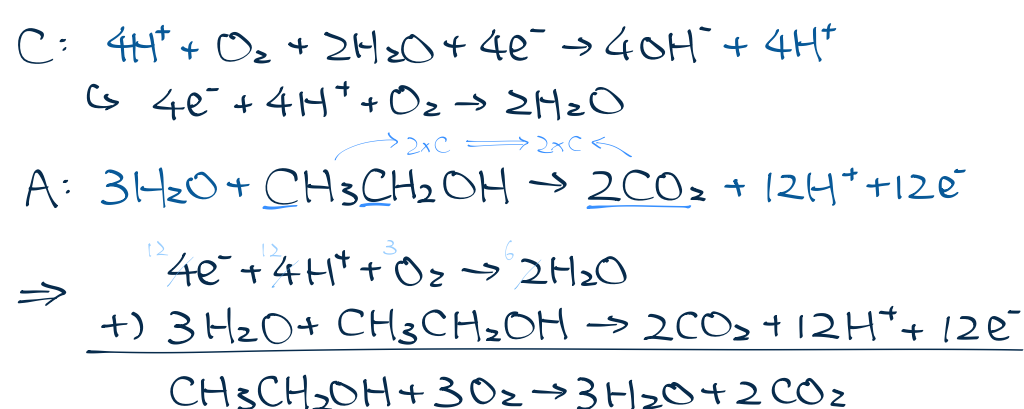 C: 4H⁺ + O₂ + 2H₂O + 4e⁻ → 4OH⁻ + 4H⁺
↪ 4e⁻ + 4H⁺ + O₂ → 2H₂O
2×C ⟹ 2×C
A: 3H₂O + CH₃CH₂OH → 2CO₂ + 12H⁺ + 12e⁻
12 12 3 6
⇒ 4e⁻ + 4H⁺ + O₂ → 2H₂O
+) 3H₂O + CH₃CH₂OH → 2CO₂ + 12H⁺ + 12e⁻
CH₃CH₂OH + 3O₂ → 3H₂O + 2CO₂